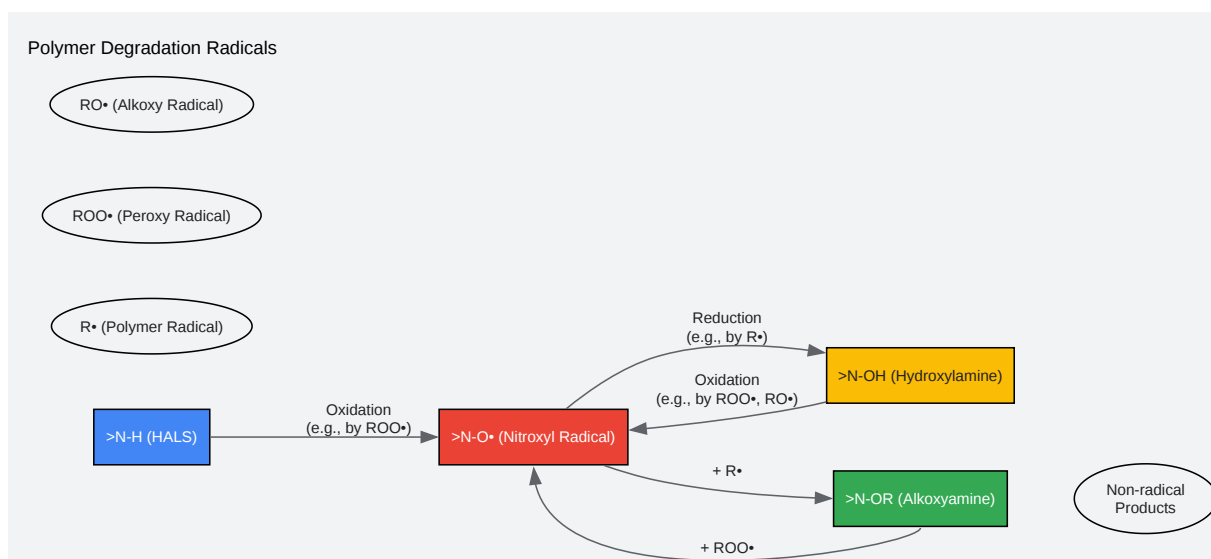 Polymer Degradation Radicals
RO• (Alkoxy Radical)
ROO• (Peroxy Radical)
R• (Polymer Radical)
Reduction
(e.g., by R•)
>N-OH (Hydroxylamine)
Oxidation
(e.g., by ROO•, RO•)
Oxidation
(e.g., by ROO•)
>N-H (HALS)
>N-O• (Nitroxyl Radical)
+ R•
>N-OR (Alkoxyamine)
Non-radical
Products
+ ROO•